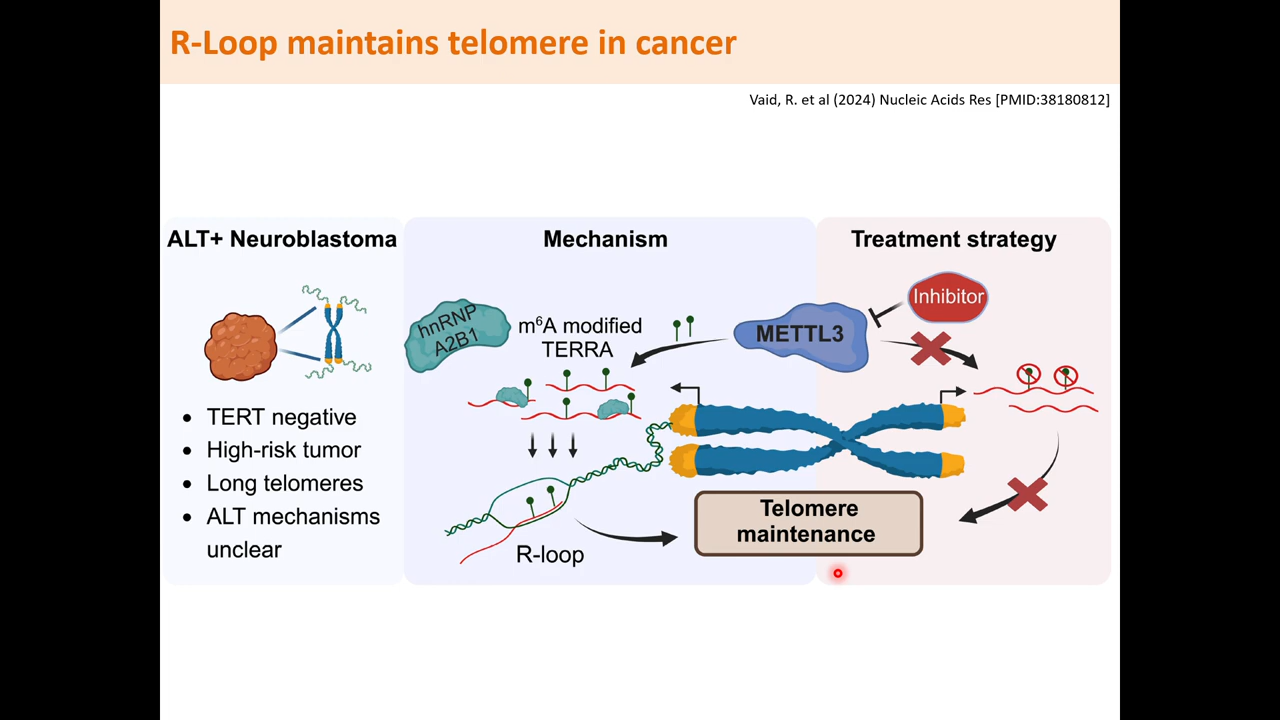 R-Loop maintains telomere in cancer
Vaid, R. et al (2024) Nucleic Acids Res [PMID:38180812]
ALT+ Neuroblastoma
TERT negative
High-risk tumor
Long telomeres
ALT mechanisms
unclear
Mechanism
hnRNP
A2B1
m⁶A modified
TERRA
METTL3
R-loop
Telomere
maintenance
Treatment strategy
Inhibitor